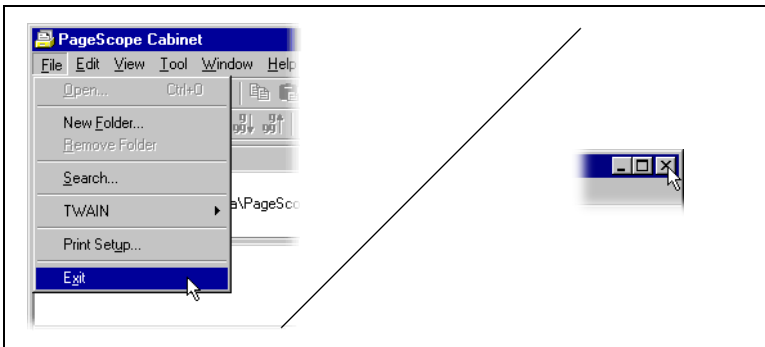 PageScope Cabinet
File Edit View Tool Window Help
Open... Ctrl+O
New Folder...
Remove Folder
Search...
TWAIN
Print Setup...
Exit